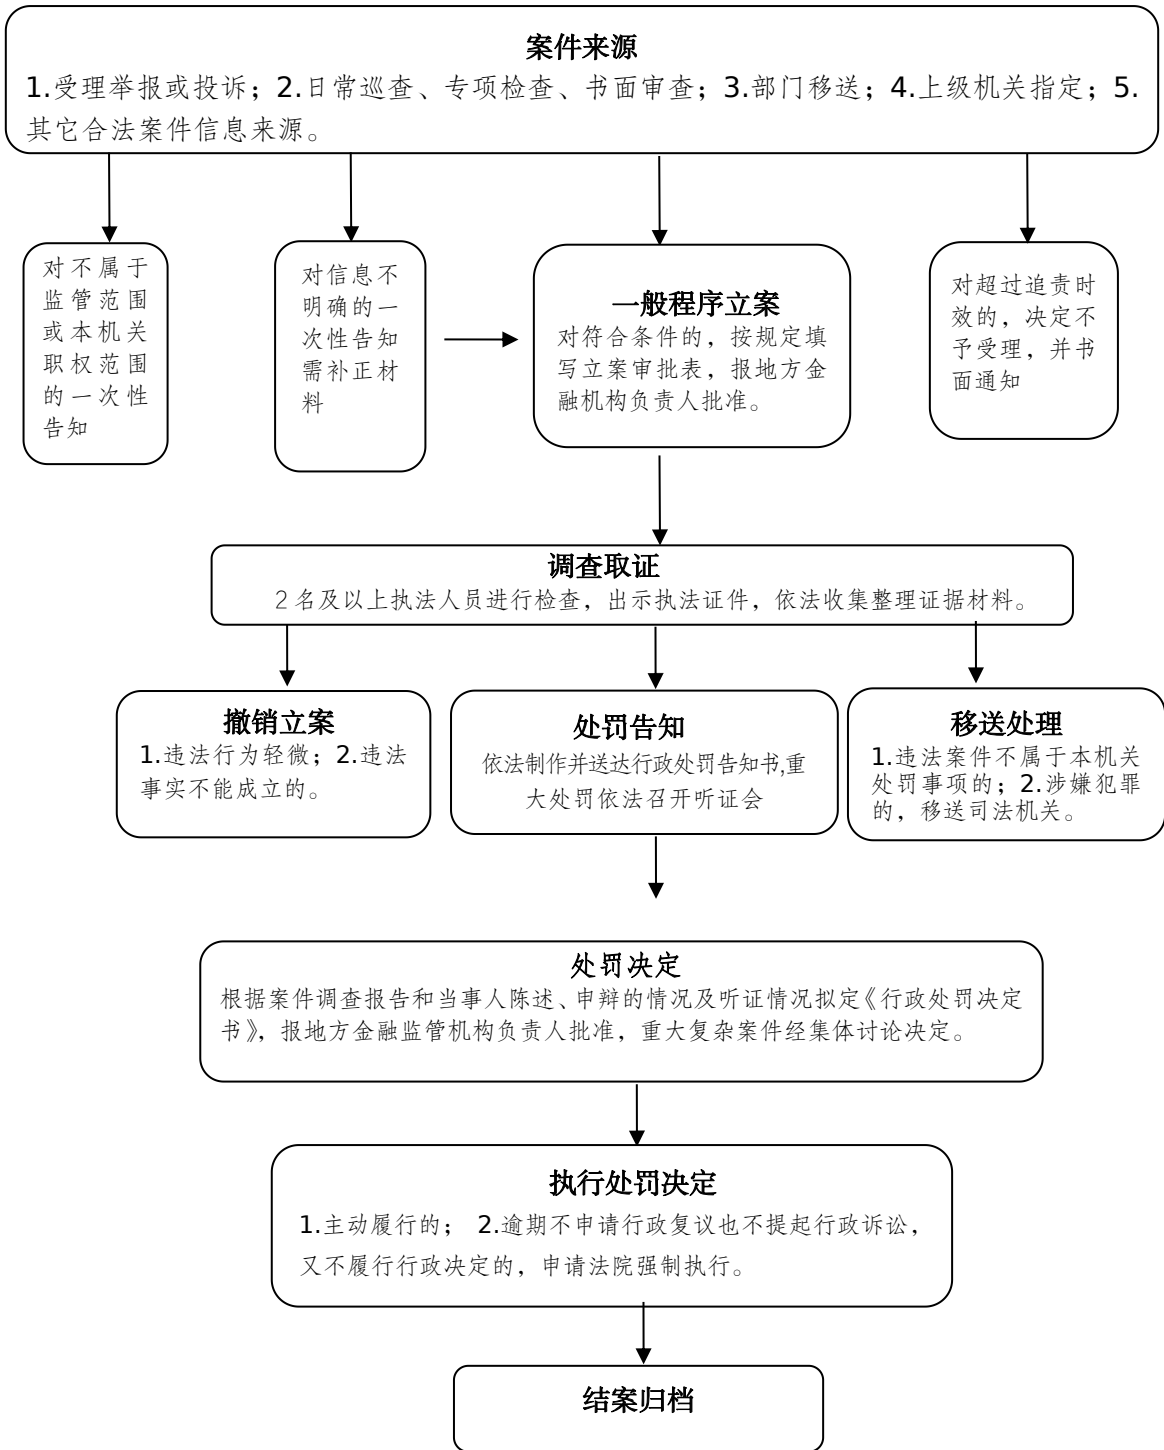 案件来源
1.受理举报或投诉；2.日常巡查、专项检查、书面审查；3.部门移送；4.上级机关指定；5.
其它合法案件信息来源。
对不属于
监管范围
或本机关
职权范围
的一次性
告知
对信息不
明确的一
次性告知
需补正材
料
一般程序立案
对符合条件的，按规定填
写立案审批表，报地方金
融机构负责人批准。
对超过追责时
效的，决定不
予受理，并书
面通知
调查取证
2名及以上执法人员进行检查，出示执法证件，依法收集整理证据材料。
撤销立案
1.违法行为轻微；2.违法
事实不能成立的。
处罚告知
依法制作并送达行政处罚告知书,重
大处罚依法召开听证会
移送处理
1.违法案件不属于本机关
处罚事项的；2.涉嫌犯罪
的，移送司法机关。
处罚决定
根据案件调查报告和当事人陈述、申辩的情况及听证情况拟定《行政处罚决定
书》，报地方金融监管机构负责人批准，重大复杂案件经集体讨论决定。
执行处罚决定
1.主动履行的； 2.逾期不申请行政复议也不提起行政诉讼，
又不履行行政决定的，申请法院强制执行。
结案归档